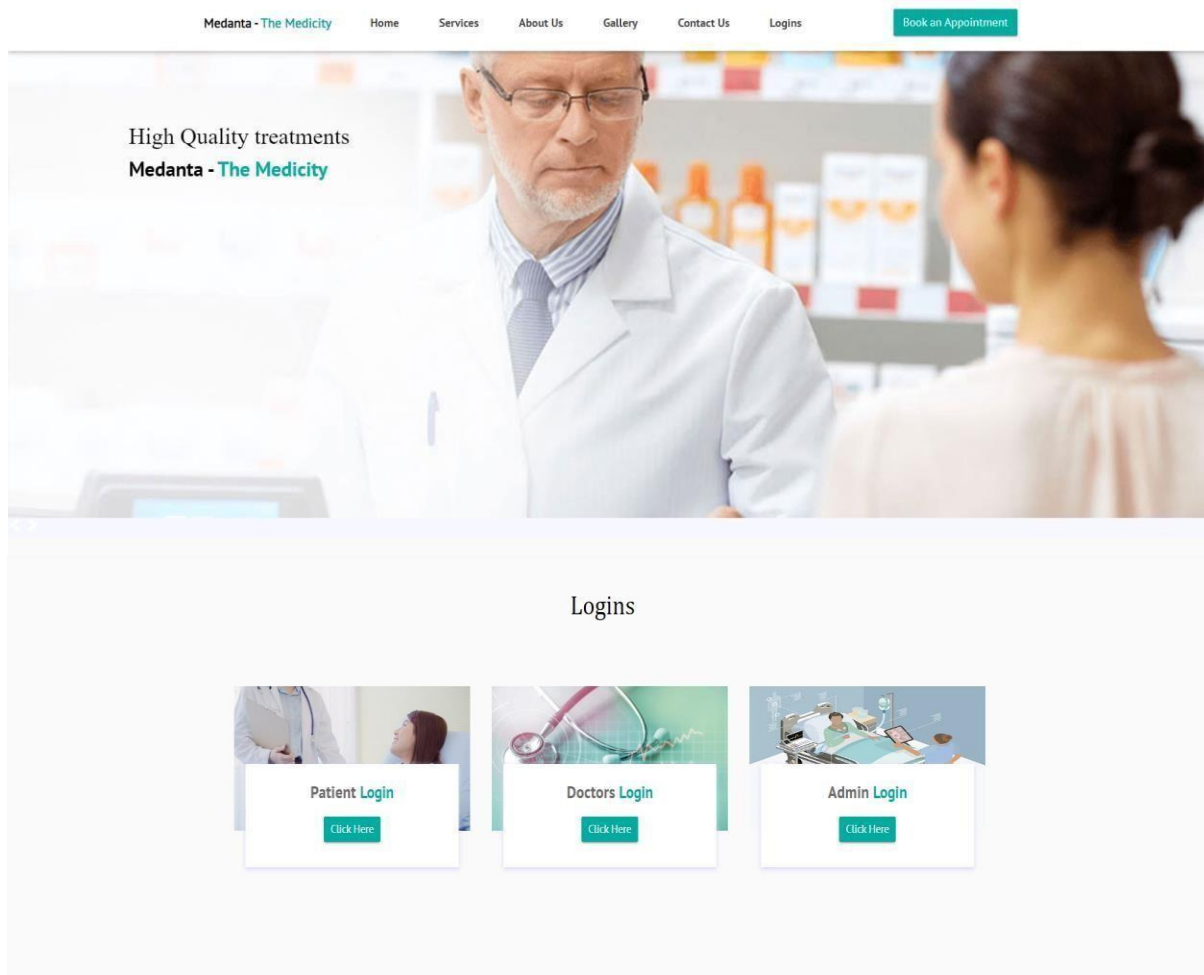 Medanta - The Medicity Home Services About Us Gallery Contact Us Logins Book an Appointment
High Quality treatments
Medanta - The Medicity
Logins
Patient Login
Click Here
Doctors Login
Click Here
Admin Login
Click Here